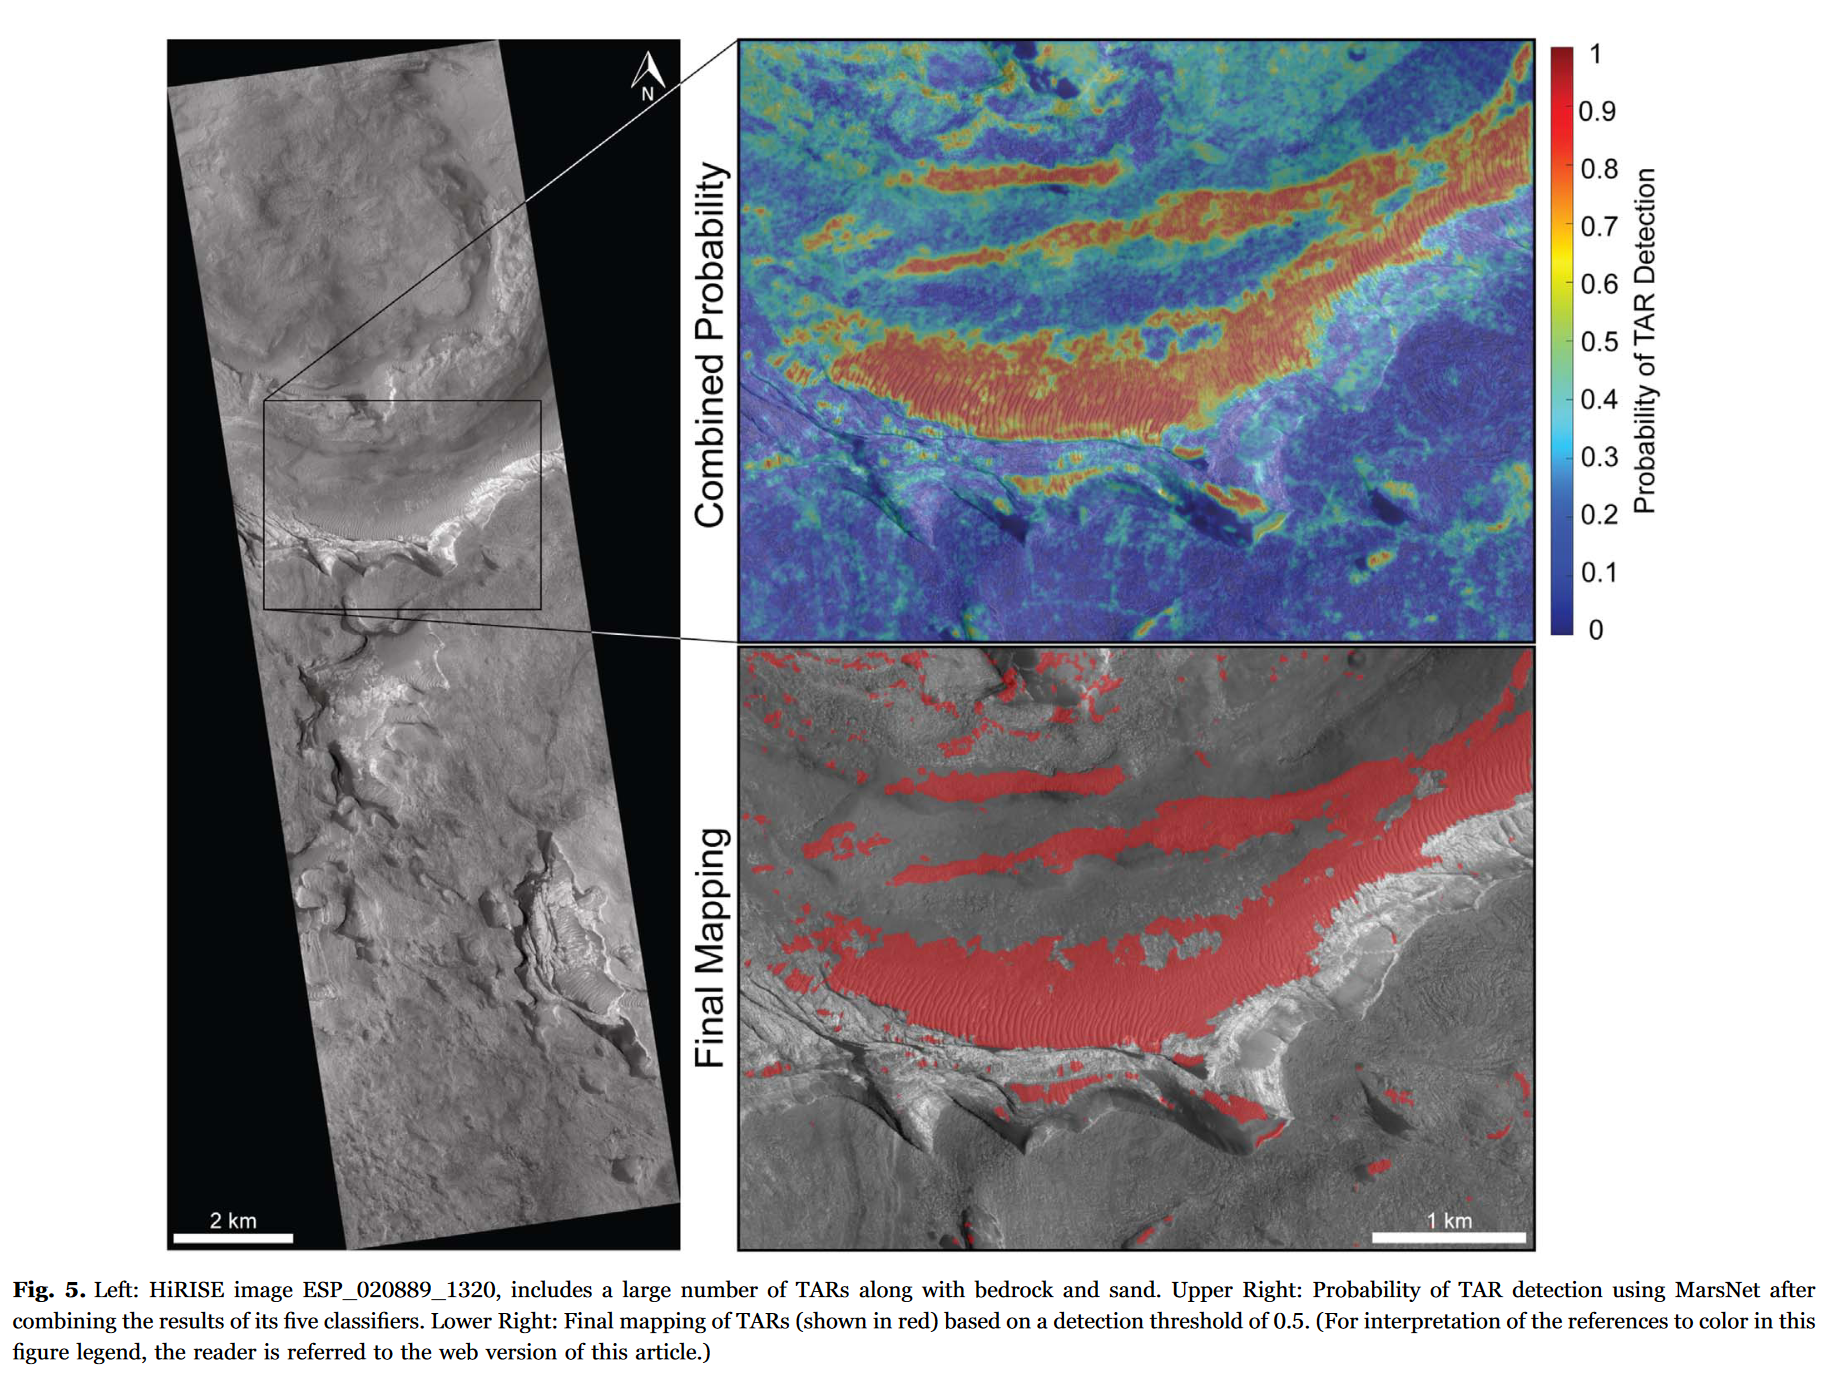 N
2 km
Combined Probability
1
0.9
0.8
0.7
0.6
0.5
0.4
0.3
0.2
0.1
0
Probability of TAR Detection
Final Mapping
1 km
Fig. 5. Left: HiRISE image ESP_020889_1320, includes a large number of TARs along with bedrock and sand. Upper Right: Probability of TAR detection using MarsNet after
combining the results of its five classifiers. Lower Right: Final mapping of TARs (shown in red) based on a detection threshold of 0.5. (For interpretation of the references to color in this
figure legend, the reader is referred to the web version of this article.)